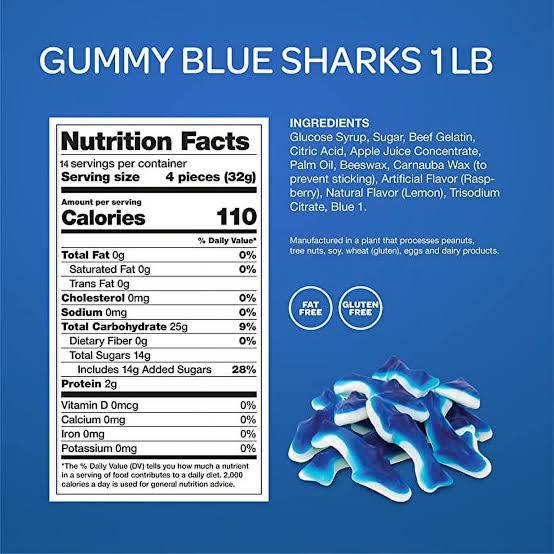 GUMMY BLUE SHARKS 1 LB
Nutrition Facts
14 servings per container
Serving size 4 pieces (32g)
Amount per serving
Calories 110
% Daily Value*
Total Fat 0g 0%
Saturated Fat 0g 0%
Trans Fat 0g
Cholesterol 0mg 0%
Sodium 0mg 0%
Total Carbohydrate 25g 9%
Dietary Fiber 0g 0%
Total Sugars 14g
Includes 14g Added Sugars 28%
Protein 2g
Vitamin D 0mcg 0%
Calcium 0mg 0%
Iron 0mg 0%
Potassium 0mg 0%
*The % Daily Value (DV) tells you how much a nutrient
in a serving of food contributes to a daily diet. 2,000
calories a day is used for general nutrition advice.
INGREDIENTS
Glucose Syrup, Sugar, Beef Gelatin,
Citric Acid, Apple Juice Concentrate,
Palm Oil, Beeswax, Carnauba Wax (to
prevent sticking), Artificial Flavor (Rasp-
berry), Natural Flavor (Lemon), Trisodium
Citrate, Blue 1.
Manufactured in a plant that processes peanuts,
tree nuts, soy, wheat (gluten), eggs and dairy products.
FAT
FREE
GLUTEN
FREE